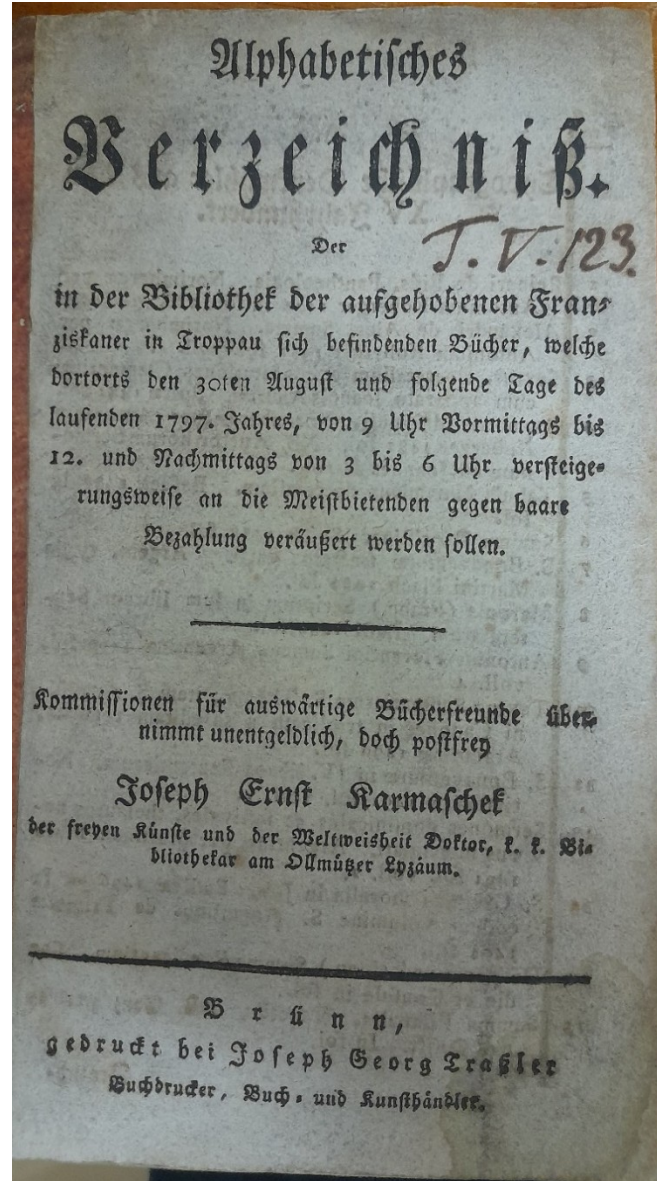 Alphabetiſches
Verzeichniß.
Der
T. V. 123.
in der Bibliothek der aufgehobenen Fran⸗
ziskaner in Troppau ſich befindenden Bücher, welche
dortorts den 30ten Auguſt und folgende Tage des
laufenden 1797. Jahres, von 9 Uhr Vormittags bis
12. und Nachmittags von 3 bis 6 Uhr verſteige⸗
rungsweiſe an die Meiſtbietenden gegen baare
Bezahlung veräußert werden ſollen.
Kommiſſionen für auswärtige Bücherfreunde über⸗
nimmt unentgeldlich, doch poſtfrey
Joſeph Ernſt Karmaſchek
der freyen Künſte und der Weltweisheit Doktor, k. k. Bi⸗
bliothekar am Ollmützer Lyzäum.
Brünn,
gedruckt bei Joſeph Georg Traßler
Buchdrucker, Buch⸗ und Kunſthändler.